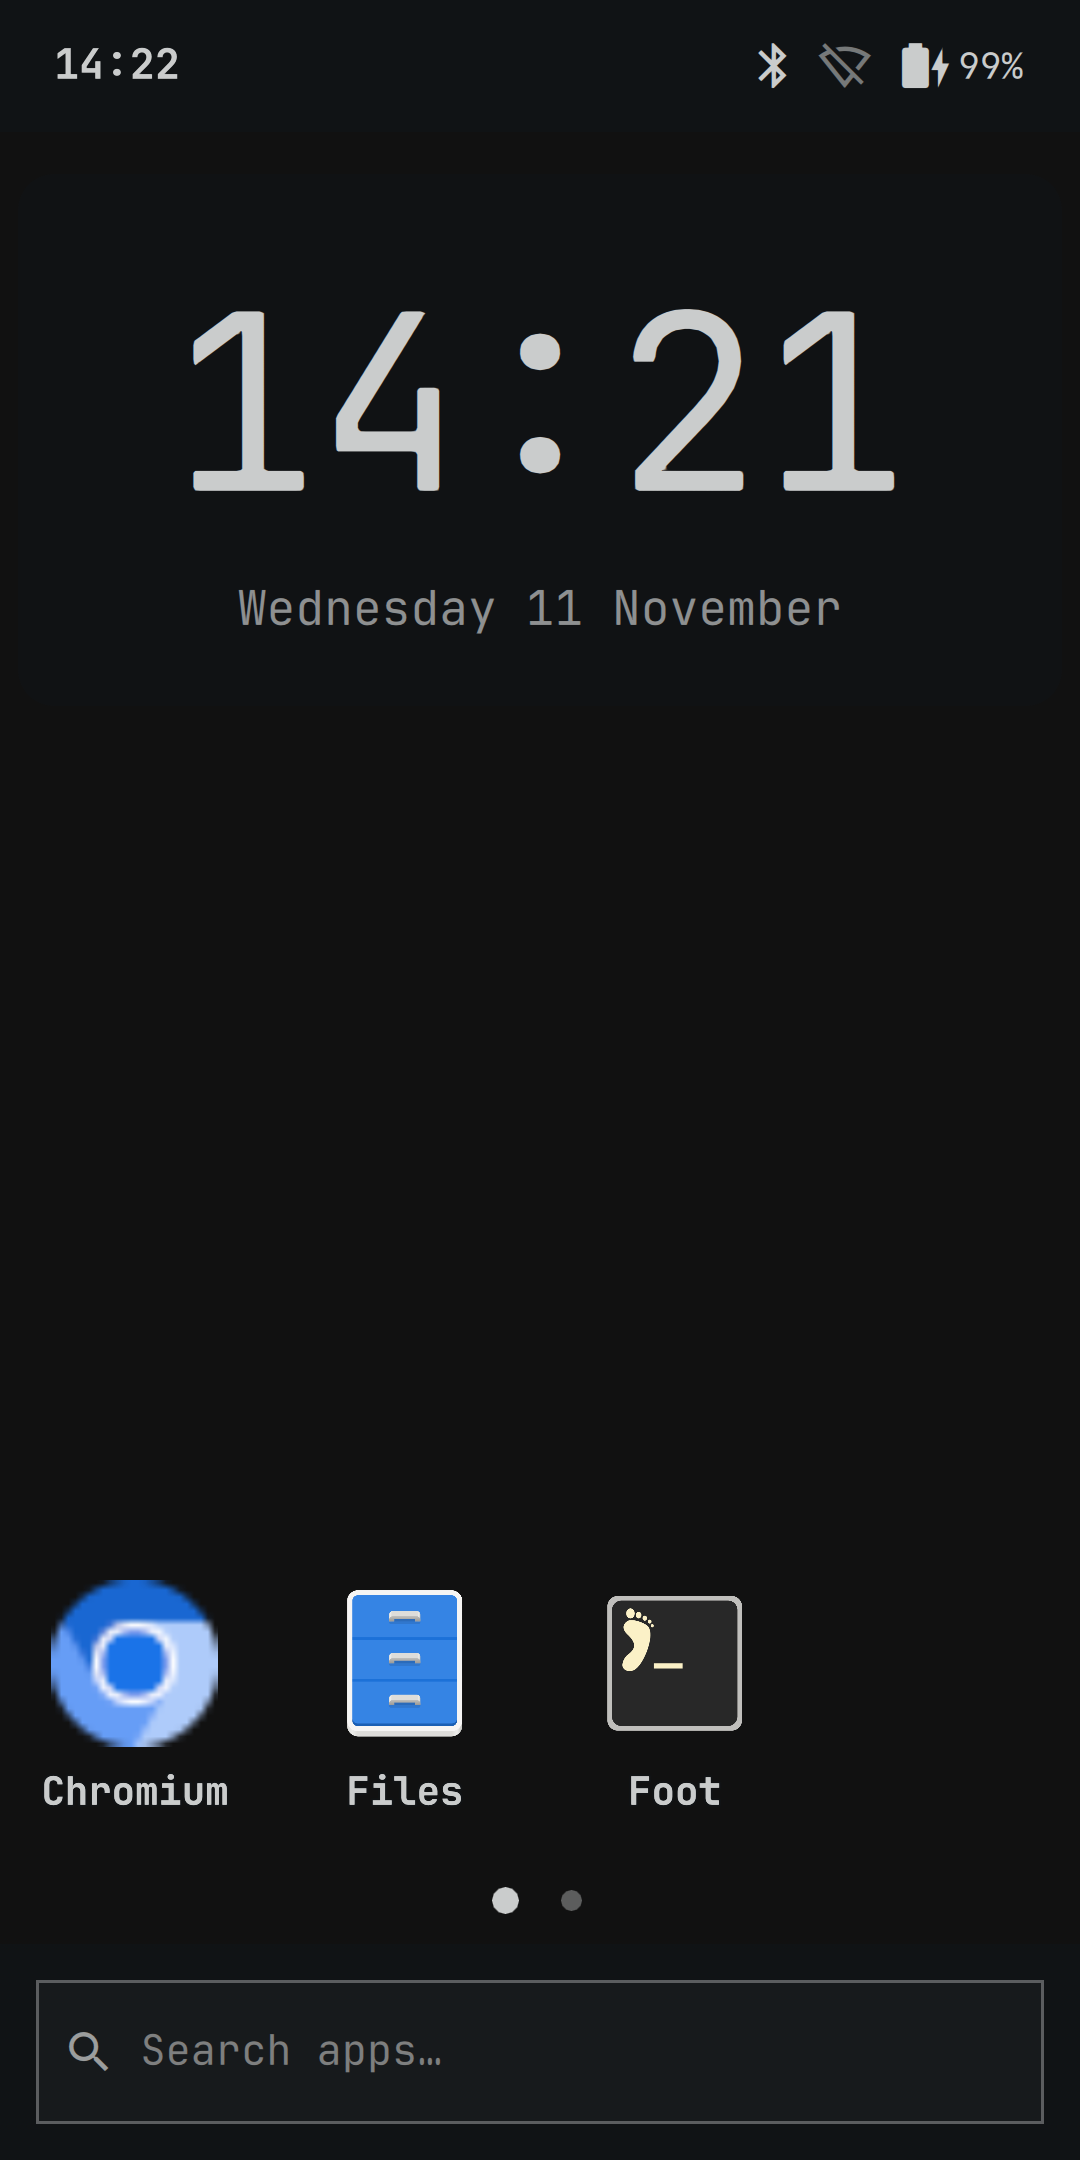 14:22
99%
14:21
Wednesday 11 November
Chromium
Files
Foot
Search apps…